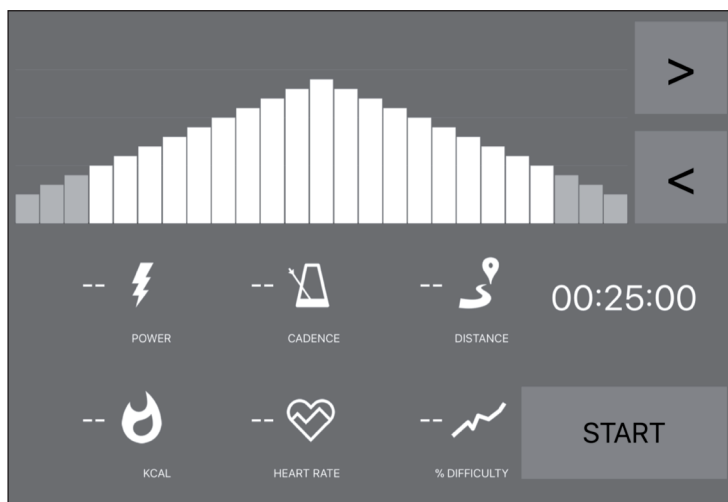 >
<
-- -- -- 00:25:00
POWER CADENCE DISTANCE
-- -- --
START
KCAL HEART RATE % DIFFICULTY